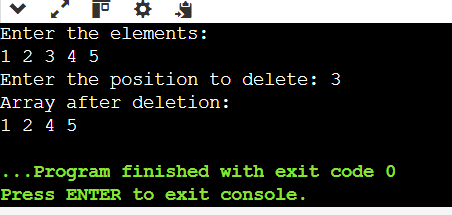 Enter the elements:
1 2 3 4 5
Enter the position to delete: 3
Array after deletion:
1 2 4 5
...Program finished with exit code 0
Press ENTER to exit console.